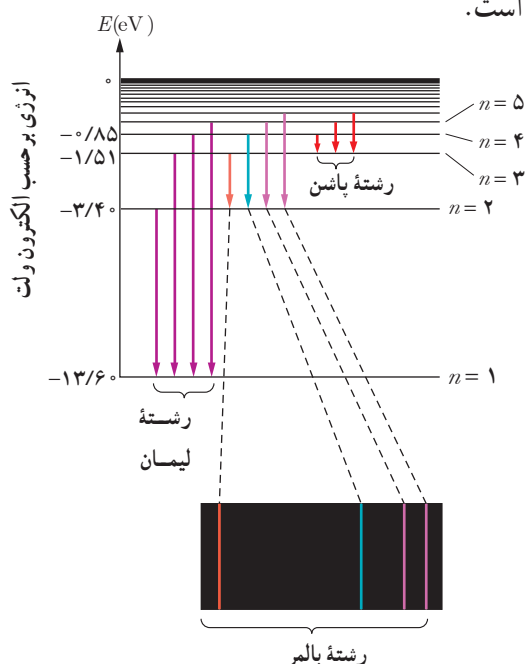 است.
E(eV)
انرژی برحسب الکترون ولت
۰
n = ۵
−۰/۸۵
n = ۴
−۱/۵۱
n = ۳
رشتهٔ پاشن
−۳/۴۰
n = ۲
−۱۳/۶۰
n = ۱
رشتهٔ
لیمان
رشتهٔ بالمر